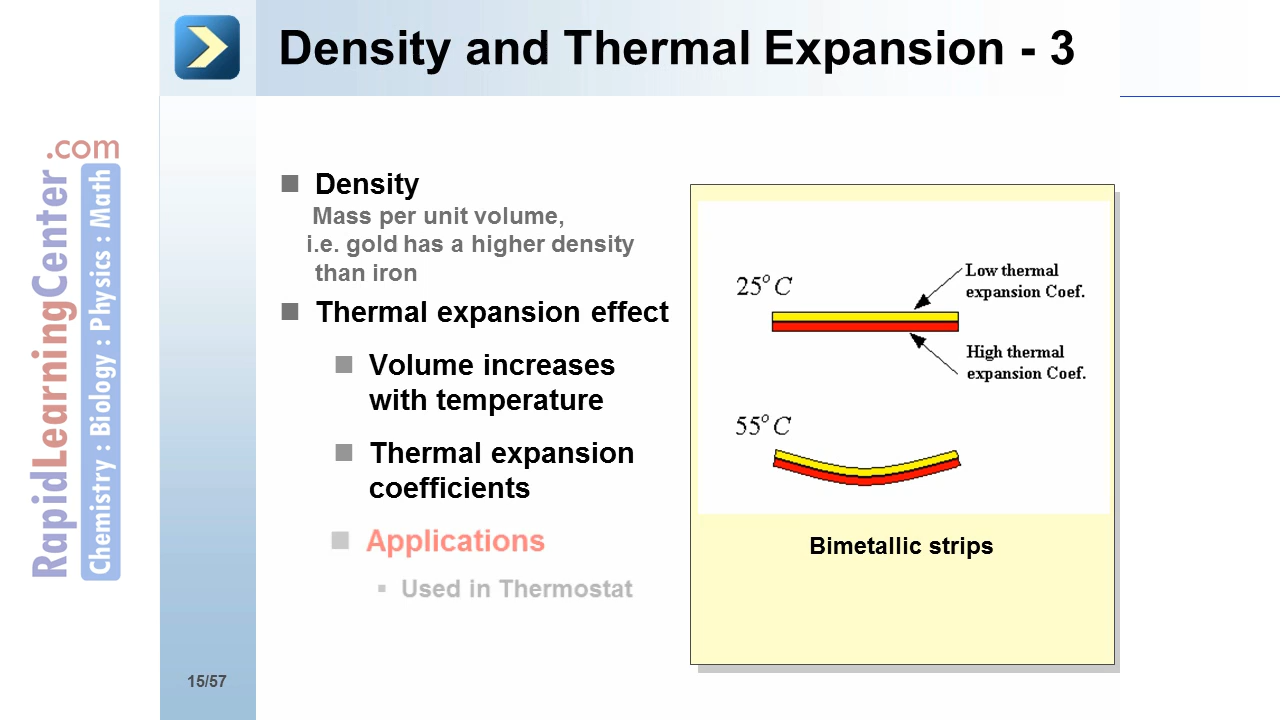 Density and Thermal Expansion - 3
RapidLearningCenter.com
Chemistry : Biology : Physics : Math
Density
Mass per unit volume,
i.e. gold has a higher density
than iron
Thermal expansion effect
Volume increases
with temperature
Thermal expansion
coefficients
Applications
Used in Thermostat
25°C
Low thermal
expansion Coef.
High thermal
expansion Coef.
55°C
Bimetallic strips
15/57